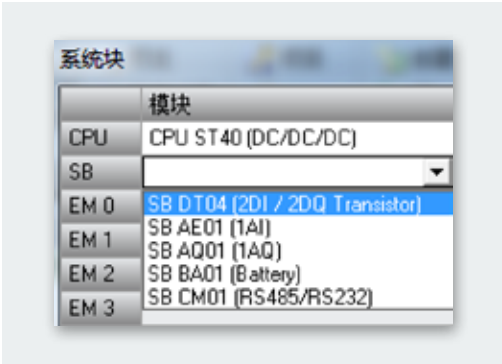 系统块
模块
CPU CPU ST40 (DC/DC/DC)
SB
EM 0 SB DT04 (2DI / 2DQ Transistor)
SB AE01 (1AI)
EM 1 SB AQ01 (1AQ)
EM 2 SB BA01 (Battery)
EM 3 SB CM01 (RS485/RS232)